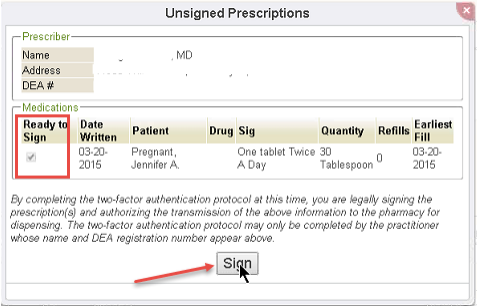 Unsigned Prescriptions
Prescriber
Name , MD
Address
DEA #
Medications
Ready to Sign Date Written Patient Drug Sig Quantity Refills Earliest Fill
03-20-2015 Pregnant, Jennifer A. One tablet Twice A Day 30 Tablespoon 0 03-20-2015
By completing the two-factor authentication protocol at this time, you are legally signing the
prescription(s) and authorizing the transmission of the above information to the pharmacy for
dispensing. The two-factor authentication protocol may only be completed by the practitioner
whose name and DEA registration number appear above.
Sign